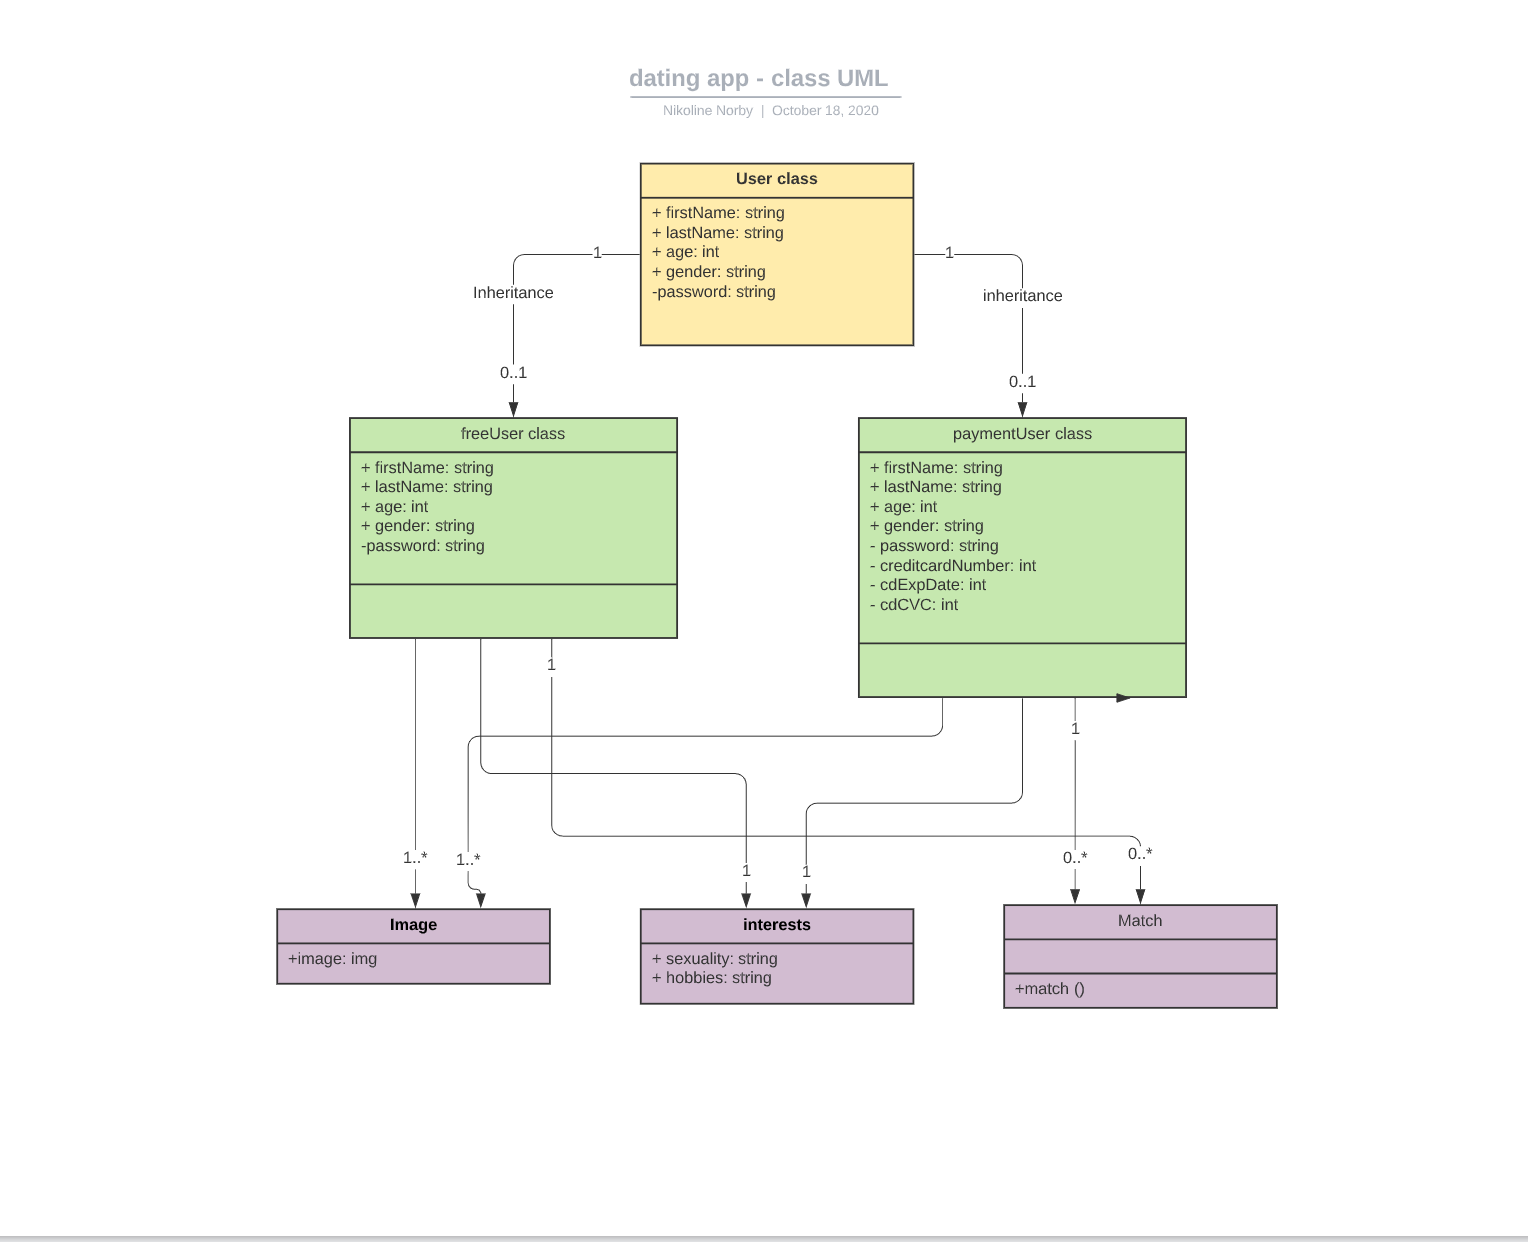 dating app - class UML
Nikoline Norby | October 18, 2020
User class
+ firstName: string
+ lastName: string
+ age: int
+ gender: string
-password: string
1
1
Inheritance
inheritance
0..1
0..1
freeUser class
+ firstName: string
+ lastName: string
+ age: int
+ gender: string
-password: string
paymentUser class
+ firstName: string
+ lastName: string
+ age: int
+ gender: string
- password: string
- creditcardNumber: int
- cdExpDate: int
- cdCVC: int
1
1
1..*
1..*
1
1
0..*
0..*
Image
+image: img
interests
+ sexuality: string
+ hobbies: string
Match
+match ()